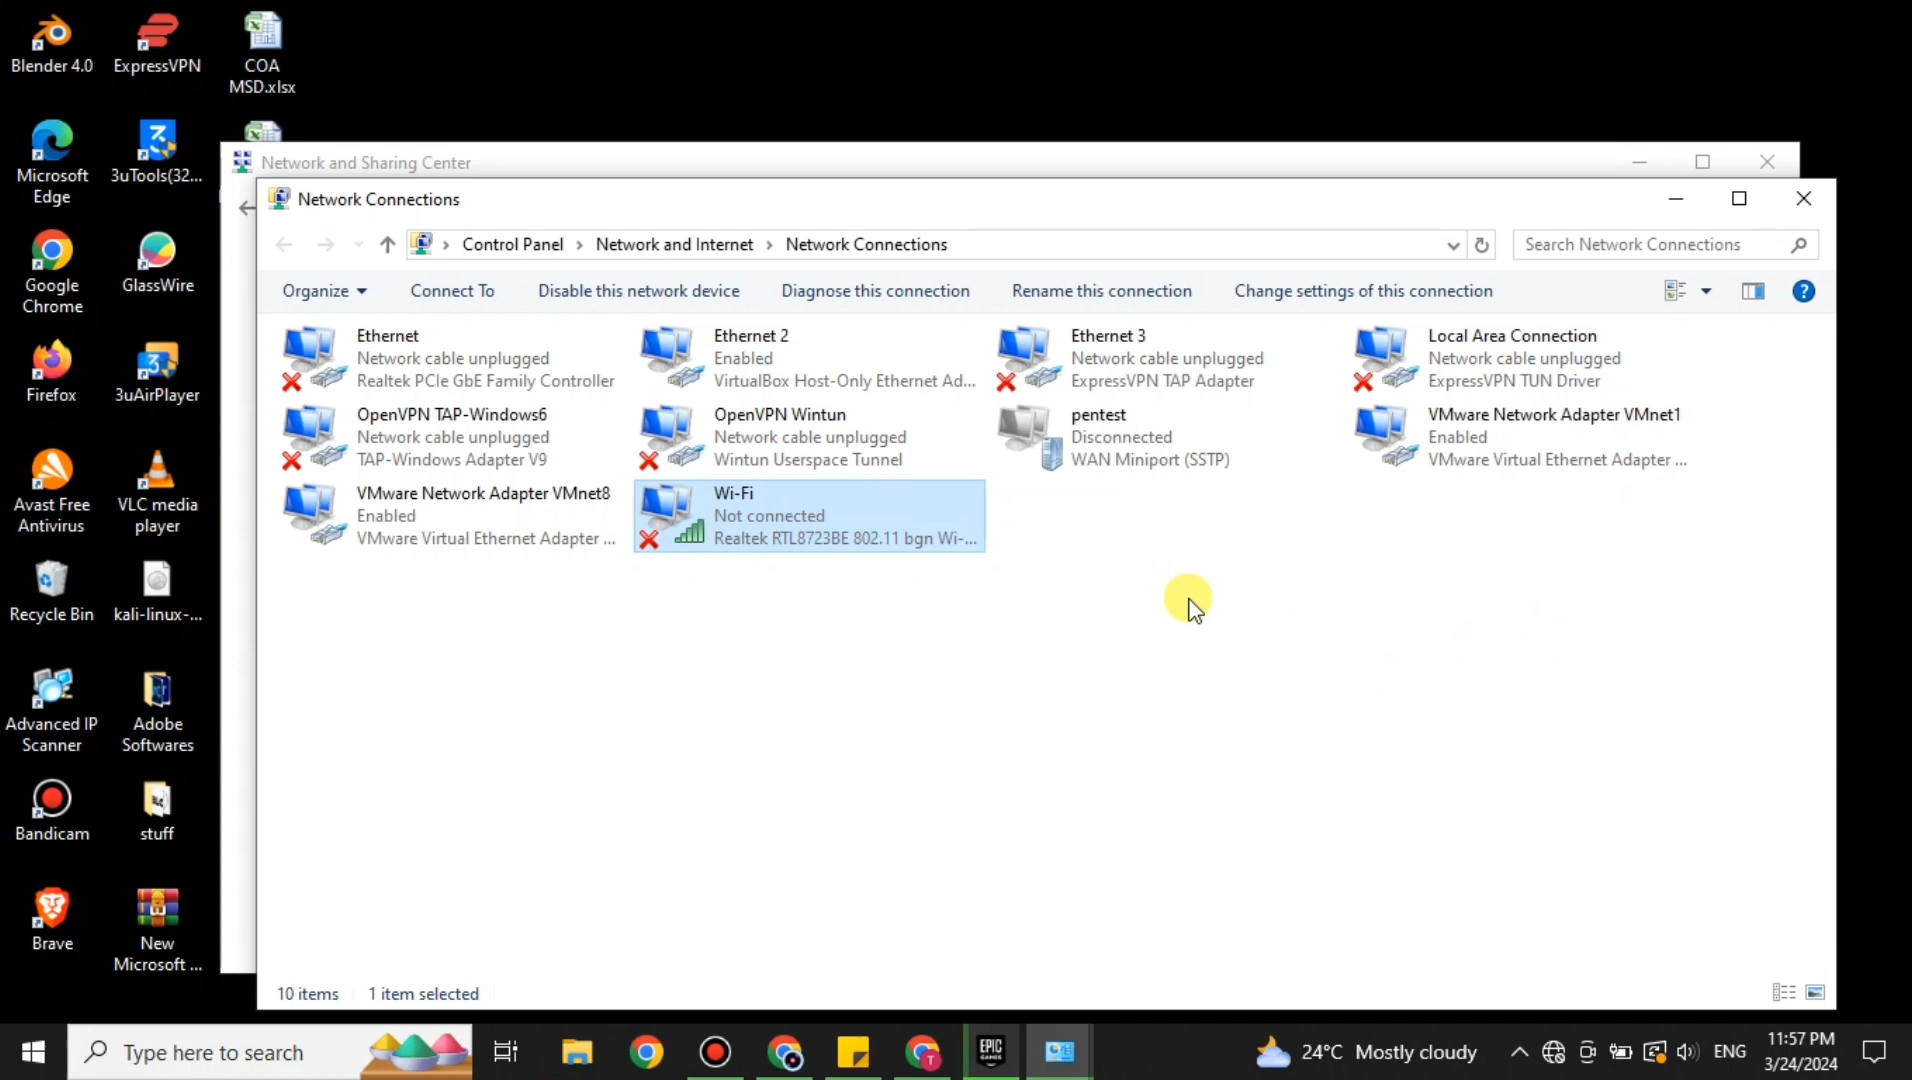 Blender 4.0
ExpressVPN
COA
MSD.xlsx
Microsoft
Edge
3uTools(32...
Google
Chrome
GlassWire
Firefox
3uAirPlayer
Avast Free
Antivirus
VLC media
player
Recycle Bin
kali-linux-...
Advanced IP
Scanner
Adobe
Softwares
Bandicam
stuff
Brave
New
Microsoft ...
Network and Sharing Center
Network Connections
Control Panel > Network and Internet > Network Connections
Search Network Connections
Organize
Connect To
Disable this network device
Diagnose this connection
Rename this connection
Change settings of this connection
Ethernet
Network cable unplugged
Realtek PCIe GbE Family Controller
Ethernet 2
Enabled
VirtualBox Host-Only Ethernet Ad...
Ethernet 3
Network cable unplugged
ExpressVPN TAP Adapter
Local Area Connection
Network cable unplugged
ExpressVPN TUN Driver
OpenVPN TAP-Windows6
Network cable unplugged
TAP-Windows Adapter V9
OpenVPN Wintun
Network cable unplugged
Wintun Userspace Tunnel
pentest
Disconnected
WAN Miniport (SSTP)
VMware Network Adapter VMnet1
Enabled
VMware Virtual Ethernet Adapter ...
VMware Network Adapter VMnet8
Enabled
VMware Virtual Ethernet Adapter ...
Wi-Fi
Not connected
Realtek RTL8723BE 802.11 bgn Wi-...
10 items
1 item selected
Type here to search
EPIC
GAMES
T
24°C Mostly cloudy
ENG
11:57 PM
3/24/2024